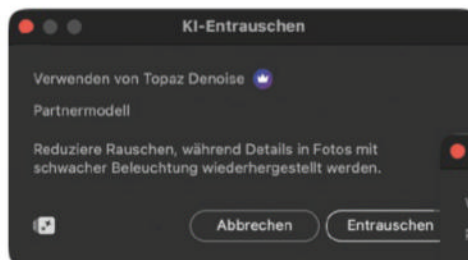 KI-Entrauschen
Verwenden von Topaz Denoise
Partnermodell
Reduziere Rauschen, während Details in Fotos mit
schwacher Beleuchtung wiederhergestellt werden.
Abbrechen
Entrauschen